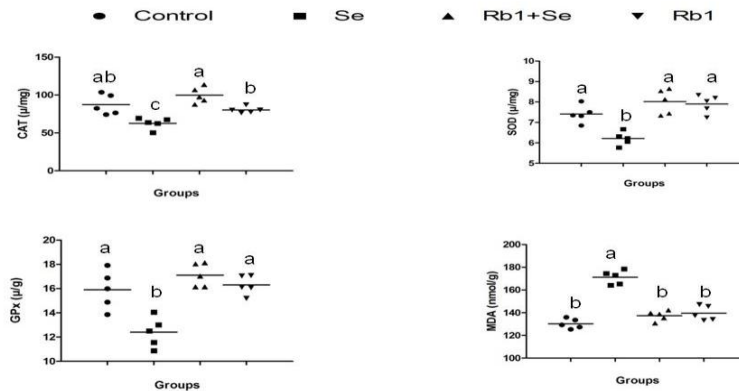 Control Se Rb1+Se Rb1
CAT (µ/mg)
150
100
50
0
ab c a b
Groups
SOD (µ/mg)
10
9
8
7
6
5
a b a a
Groups
GPx (µ/g)
18
16
14
12
10
a b a a
Groups
MDA (nmol/g)
200
180
160
140
120
100
b a b b
Groups